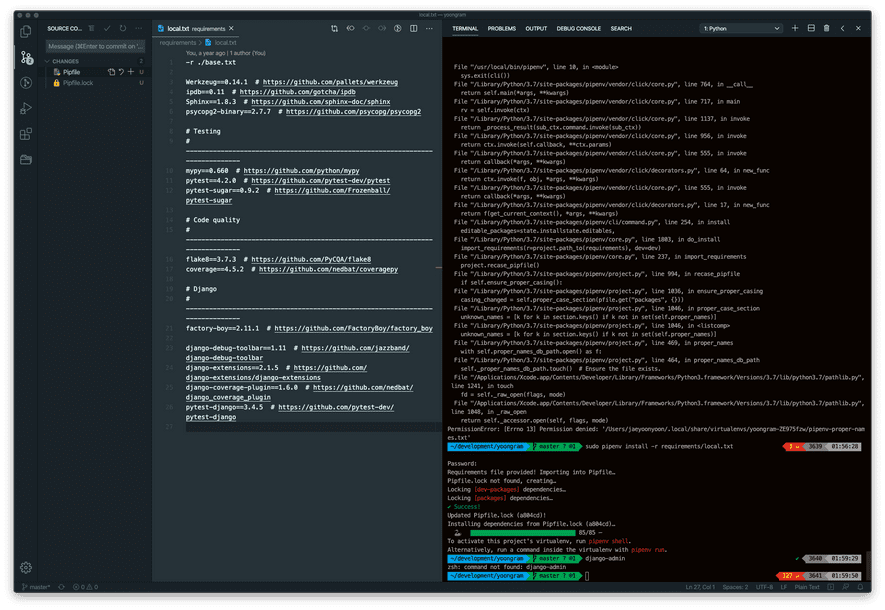 local.txt — yoongram
SOURCE CO...
Message (⌘Enter to commit on '...
CHANGES 2
Pipfile U
Pipfile.lock U
local.txt requirements
requirements > local.txt
You, a year ago | 1 author (You)
-r ./base.txt
Werkzeug==0.14.1 # https://github.com/pallets/werkzeug
ipdb==0.11 # https://github.com/gotcha/ipdb
Sphinx==1.8.3 # https://github.com/sphinx-doc/sphinx
psycopg2-binary==2.7.7 # https://github.com/psycopg/psycopg2
# Testing
#
mypy==0.660 # https://github.com/python/mypy
pytest==4.2.0 # https://github.com/pytest-dev/pytest
pytest-sugar==0.9.2 # https://github.com/Frozenball/
pytest-sugar
# Code quality
#
flake8==3.7.3 # https://github.com/PyCQA/flake8
coverage==4.5.2 # https://github.com/nedbat/coveragepy
# Django
#
factory-boy==2.11.1 # https://github.com/FactoryBoy/factory_boy
django-debug-toolbar==1.11 # https://github.com/jazzband/
django-debug-toolbar
django-extensions==2.1.5 # https://github.com/
django-extensions/django-extensions
django-coverage-plugin==1.6.0 # https://github.com/nedbat/
django_coverage_plugin
pytest-django==3.4.5 # https://github.com/pytest-dev/
pytest-django
TERMINAL PROBLEMS OUTPUT DEBUG CONSOLE SEARCH 1: Python
File "/usr/local/bin/pipenv", line 10, in <module>
sys.exit(cli())
File "/Library/Python/3.7/site-packages/pipenv/vendor/click/core.py", line 764, in __call__
return self.main(*args, **kwargs)
File "/Library/Python/3.7/site-packages/pipenv/vendor/click/core.py", line 717, in main
rv = self.invoke(ctx)
File "/Library/Python/3.7/site-packages/pipenv/vendor/click/core.py", line 1137, in invoke
return _process_result(sub_ctx.command.invoke(sub_ctx))
File "/Library/Python/3.7/site-packages/pipenv/vendor/click/core.py", line 956, in invoke
return ctx.invoke(self.callback, **ctx.params)
File "/Library/Python/3.7/site-packages/pipenv/vendor/click/core.py", line 555, in invoke
return callback(*args, **kwargs)
File "/Library/Python/3.7/site-packages/pipenv/vendor/click/decorators.py", line 64, in new_func
return ctx.invoke(f, obj, *args, **kwargs)
File "/Library/Python/3.7/site-packages/pipenv/vendor/click/core.py", line 555, in invoke
return callback(*args, **kwargs)
File "/Library/Python/3.7/site-packages/pipenv/vendor/click/decorators.py", line 17, in new_func
return f(get_current_context(), *args, **kwargs)
File "/Library/Python/3.7/site-packages/pipenv/cli/command.py", line 254, in install
editable_packages=state.installstate.editables,
File "/Library/Python/3.7/site-packages/pipenv/core.py", line 1803, in do_install
import_requirements(r=project.path_to(requirements), dev=dev)
File "/Library/Python/3.7/site-packages/pipenv/core.py", line 237, in import_requirements
project.recase_pipfile()
File "/Library/Python/3.7/site-packages/pipenv/project.py", line 994, in recase_pipfile
if self.ensure_proper_casing():
File "/Library/Python/3.7/site-packages/pipenv/project.py", line 1036, in ensure_proper_casing
casing_changed = self.proper_case_section(pfile.get("packages", {}))
File "/Library/Python/3.7/site-packages/pipenv/project.py", line 1046, in proper_case_section
unknown_names = [k for k in section.keys() if k not in set(self.proper_names)]
File "/Library/Python/3.7/site-packages/pipenv/project.py", line 1046, in <listcomp>
unknown_names = [k for k in section.keys() if k not in set(self.proper_names)]
File "/Library/Python/3.7/site-packages/pipenv/project.py", line 469, in proper_names
with self.proper_names_db_path.open() as f:
File "/Library/Python/3.7/site-packages/pipenv/project.py", line 464, in proper_names_db_path
self._proper_names_db_path.touch() # Ensure the file exists.
File "/Applications/Xcode.app/Contents/Developer/Library/Frameworks/Python3.framework/Versions/3.7/lib/python3.7/pathlib.py",
line 1241, in touch
fd = self._raw_open(flags, mode)
File "/Applications/Xcode.app/Contents/Developer/Library/Frameworks/Python3.framework/Versions/3.7/lib/python3.7/pathlib.py",
line 1048, in _raw_open
return self._accessor.open(self, flags, mode)
PermissionError: [Errno 13] Permission denied: '/Users/jaeyoonyoon/.local/share/virtualenvs/yoongram-ZE975fzw/pipenv-proper-nam
es.txt'
~/development/yoongram master ? @1 sudo pipenv install -r requirements/local.txt 3639 01:56:28
Password:
Requirements file provided! Importing into Pipfile…
Pipfile.lock not found, creating…
Locking [dev-packages] dependencies…
Locking [packages] dependencies…
✔ Success!
Updated Pipfile.lock (a804cd)!
Installing dependencies from Pipfile.lock (a804cd)…
85/85 —
To activate this project's virtualenv, run pipenv shell.
Alternatively, run a command inside the virtualenv with pipenv run.
~/development/yoongram master ? @1 django-admin ✔ 3640 01:59:29
zsh: command not found: django-admin
~/development/yoongram master ? @1 127 3641 01:59:50
master* 0 0 Ln 27, Col 1 Spaces: 2 UTF-8 LF Plain Text